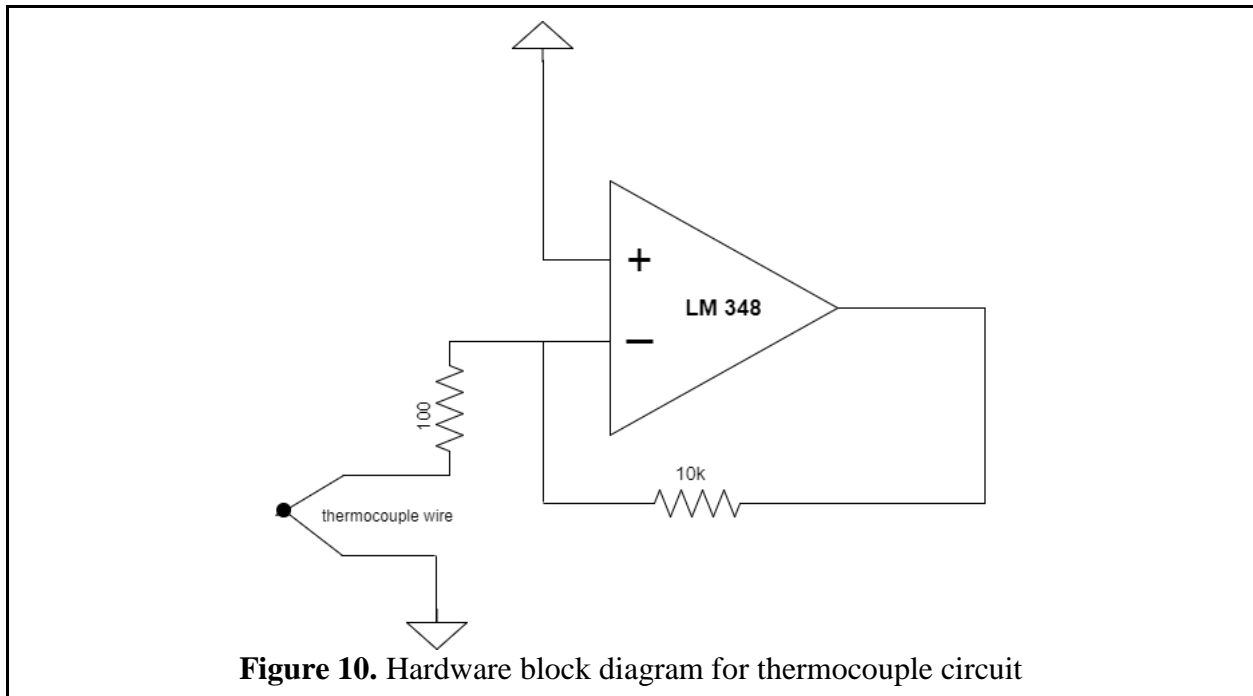 +
LM 348
−
100
10k
thermocouple wire
Figure 10. Hardware block diagram for thermocouple circuit